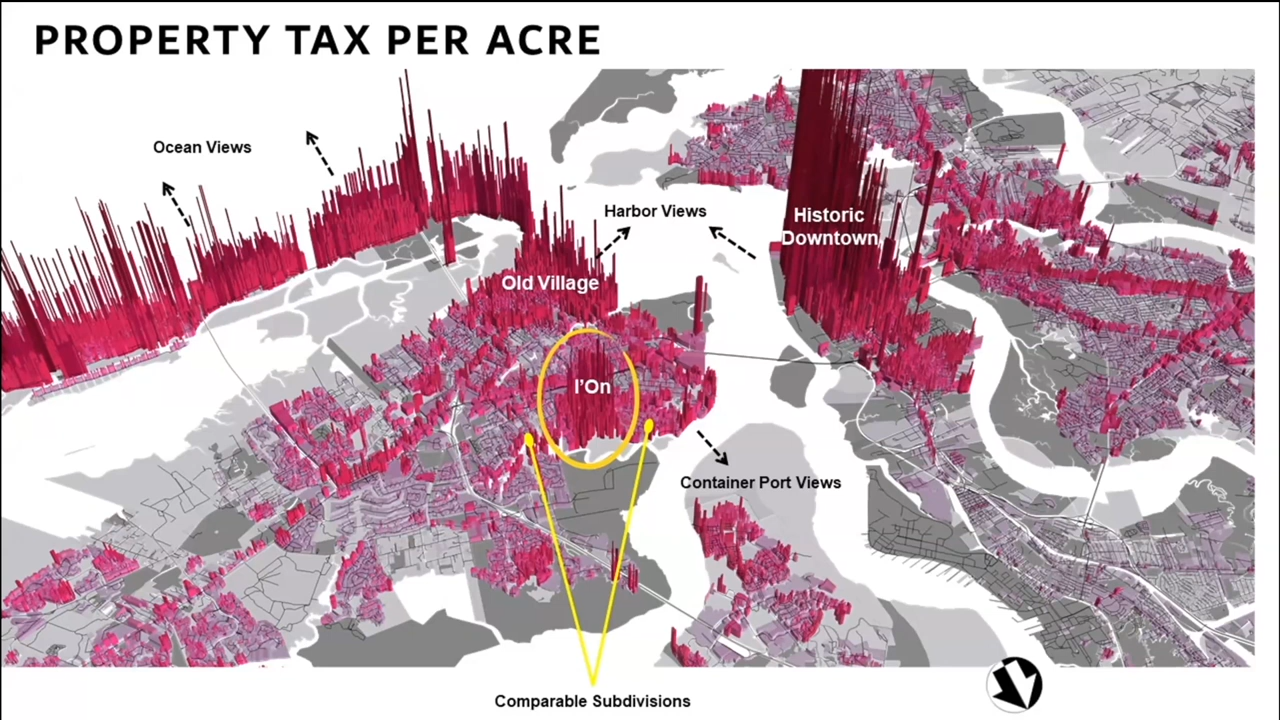 PROPERTY TAX PER ACRE
Ocean Views
Harbor Views
Historic
Downtown
Old Village
I'On
Container Port Views
Comparable Subdivisions